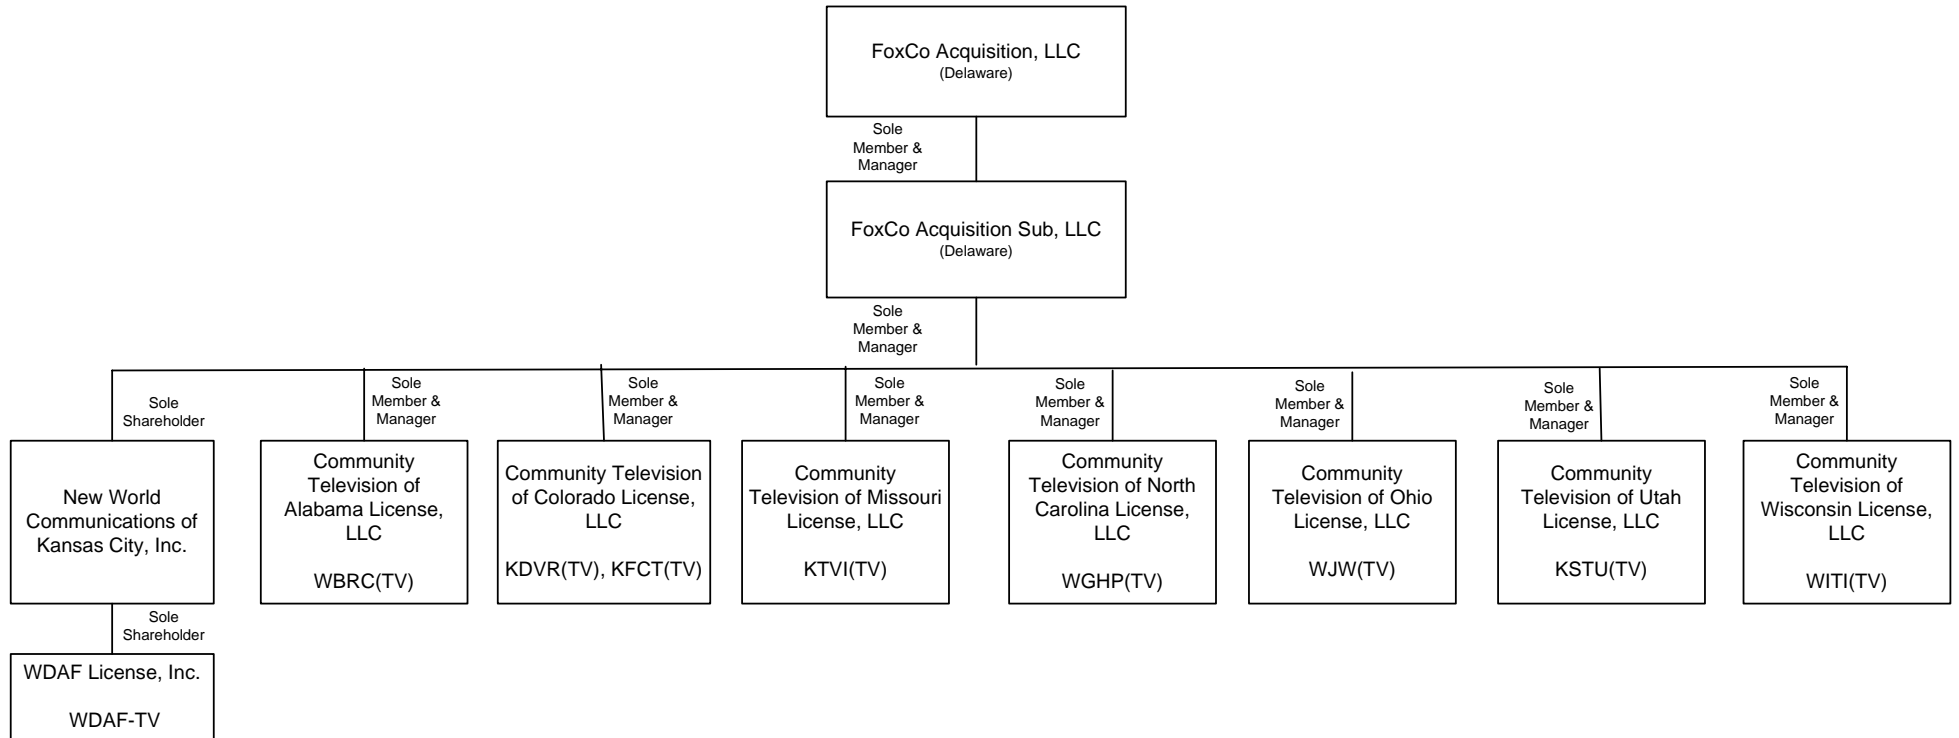 FoxCo Acquisition, LLC
(Delaware)
Sole
Member &
Manager
FoxCo Acquisition Sub, LLC
(Delaware)
Sole
Member &
Manager
Sole
Shareholder
Sole
Member &
Manager
Sole
Member &
Manager
Sole
Member &
Manager
Sole
Member &
Manager
Sole
Member &
Manager
Sole
Member &
Manager
Sole
Member &
Manager
New World
Communications of
Kansas City, Inc.
Community
Television of
Alabama License,
LLC
WBRC(TV)
Community Television
of Colorado License,
LLC
KDVR(TV), KFCT(TV)
Community
Television of Missouri
License, LLC
KTVI(TV)
Community
Television of North
Carolina License,
LLC
WGHP(TV)
Community
Television of Ohio
License, LLC
WJW(TV)
Community
Television of Utah
License, LLC
KSTU(TV)
Community
Television of
Wisconsin License,
LLC
WITI(TV)
Sole
Shareholder
WDAF License, Inc.
WDAF-TV